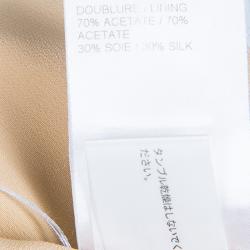 DOUBLURE / LINING
70% ACETATE / 70%
ACETATE
30% SOIE / 30% SILK
タンブル乾燥はしないでく
ださい。